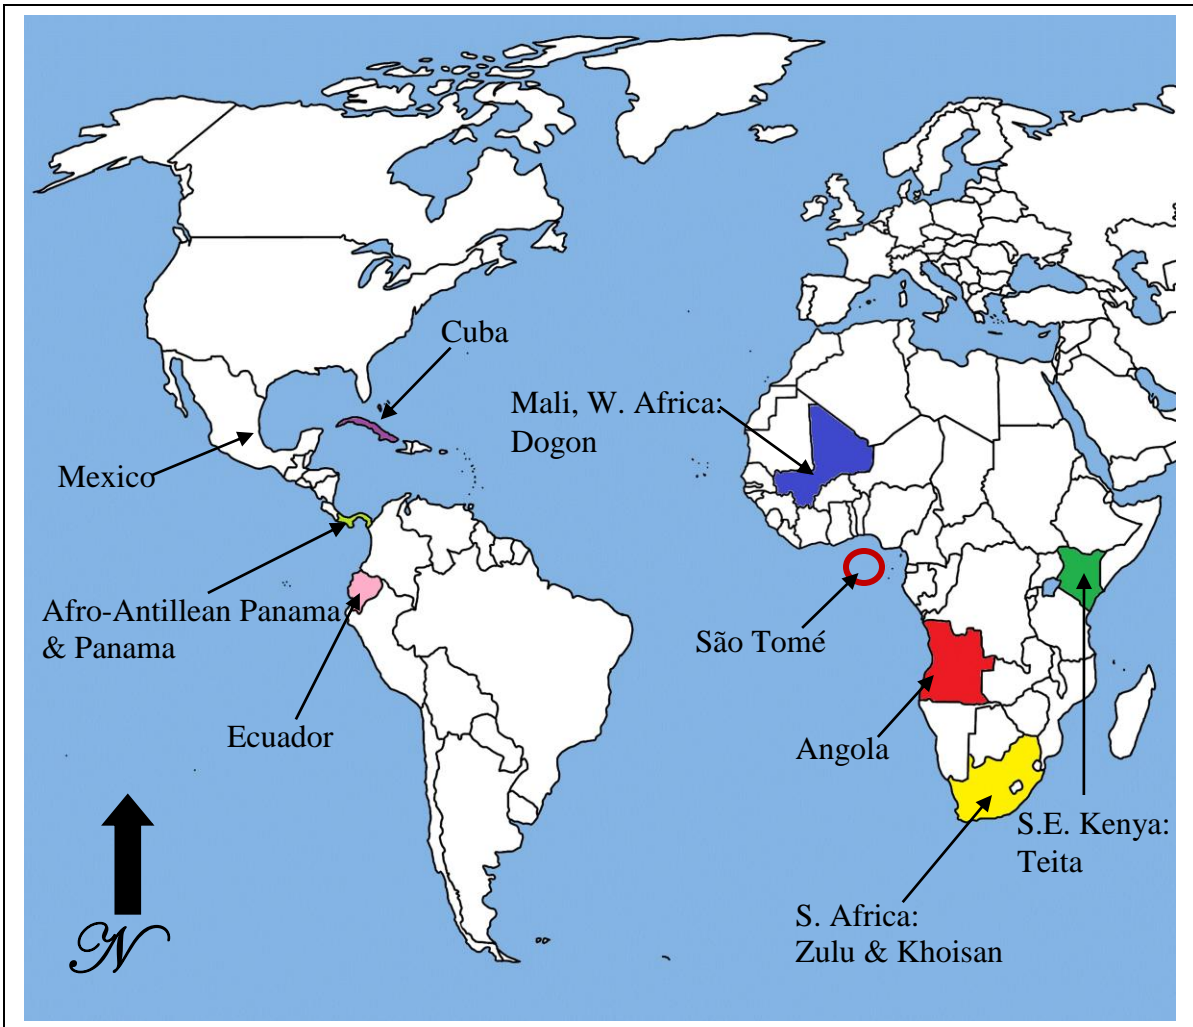 Cuba
Mali, W. Africa:
Dogon
Mexico
Afro-Antillean Panama
& Panama
São Tomé
Ecuador
Angola
S.E. Kenya:
Teita
S. Africa:
Zulu & Khoisan
N